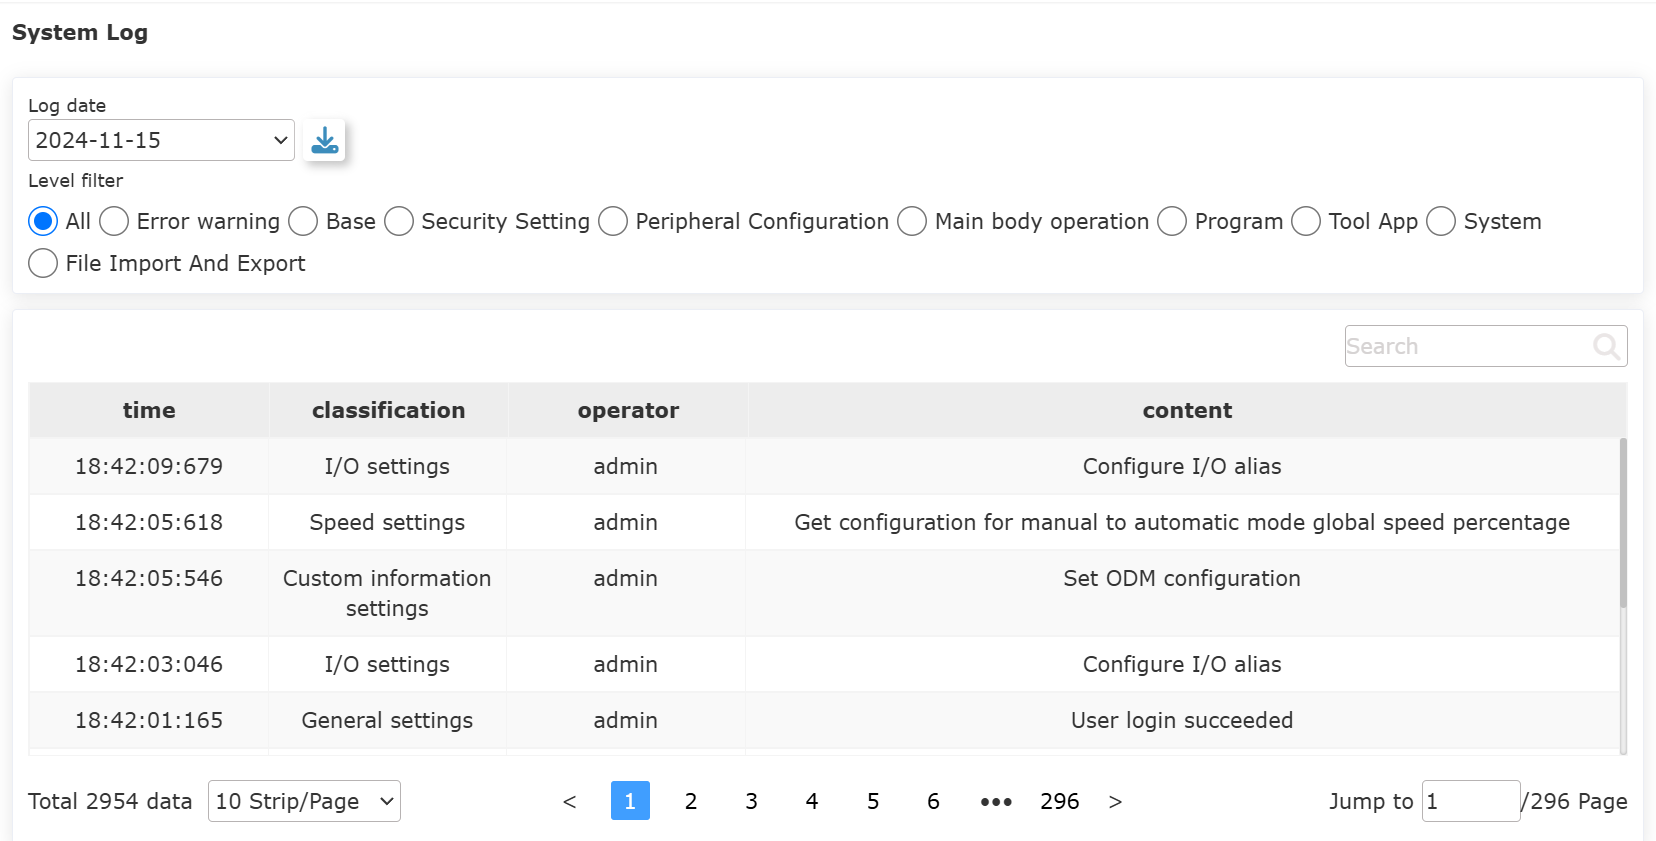 System Log
Log date
2024-11-15
Level filter
All Error warning Base Security Setting Peripheral Configuration Main body operation Program Tool App System
File Import And Export
Search
time classification operator content
18:42:09:679 I/O settings admin Configure I/O alias
18:42:05:618 Speed settings admin Get configuration for manual to automatic mode global speed percentage
18:42:05:546 Custom information settings admin Set ODM configuration
18:42:03:046 I/O settings admin Configure I/O alias
18:42:01:165 General settings admin User login succeeded
Total 2954 data 10 Strip/Page < 1 2 3 4 5 6 ••• 296 > Jump to 1 /296 Page